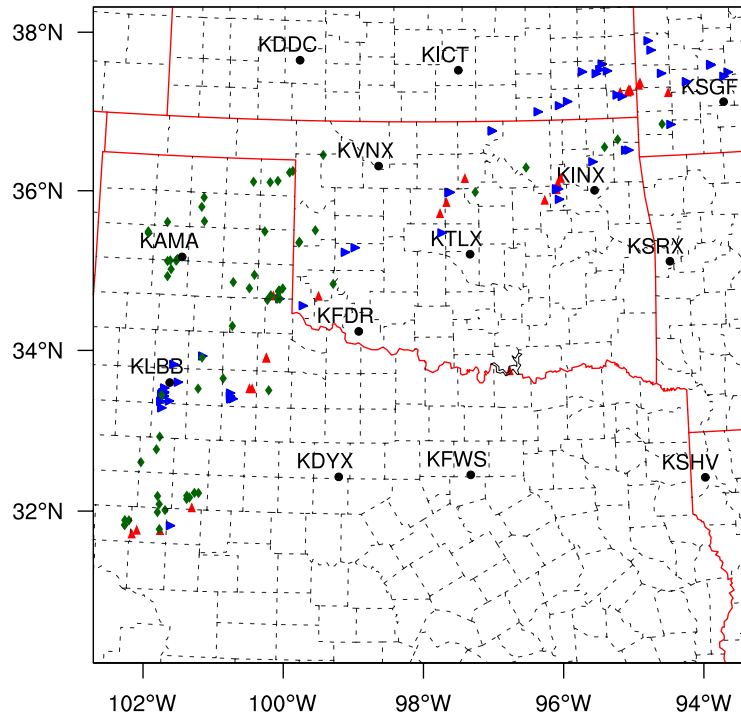 38°N
KDDC
KICT
KSGF
KVNX
36°N
KINX
KAMA
KTLX
KSRX
KFDR
34°N
KLBB
KDYX
KFWS
KSHV
32°N
102°W
100°W
98°W
96°W
94°W